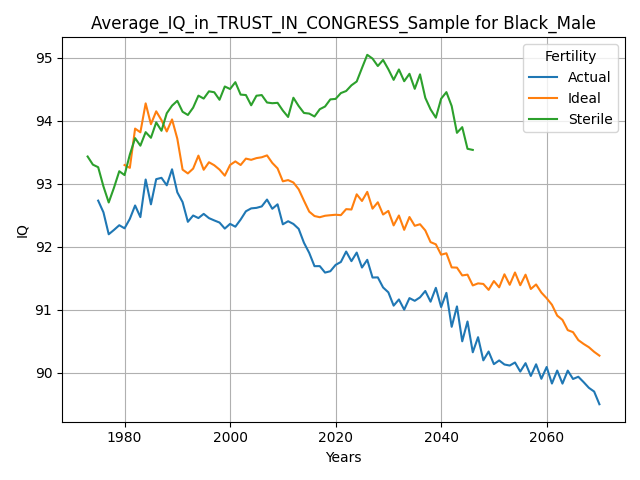 Average_IQ_in_TRUST_IN_CONGRESS_Sample for Black_Male
Fertility
Actual
Ideal
Sterile
IQ
95
94
93
92
91
90
1980
2000
2020
2040
2060
Years